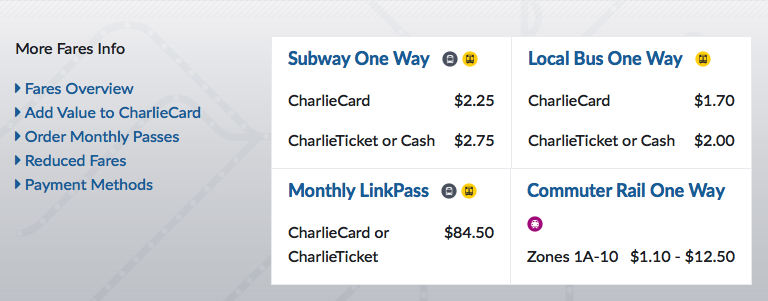 More Fares Info
Fares Overview
Add Value to CharlieCard
Order Monthly Passes
Reduced Fares
Payment Methods
Subway One Way
CharlieCard $2.25
CharlieTicket or Cash $2.75
Local Bus One Way
CharlieCard $1.70
CharlieTicket or Cash $2.00
Monthly LinkPass
CharlieCard or $84.50
CharlieTicket
Commuter Rail One Way
Zones 1A-10 $1.10 - $12.50